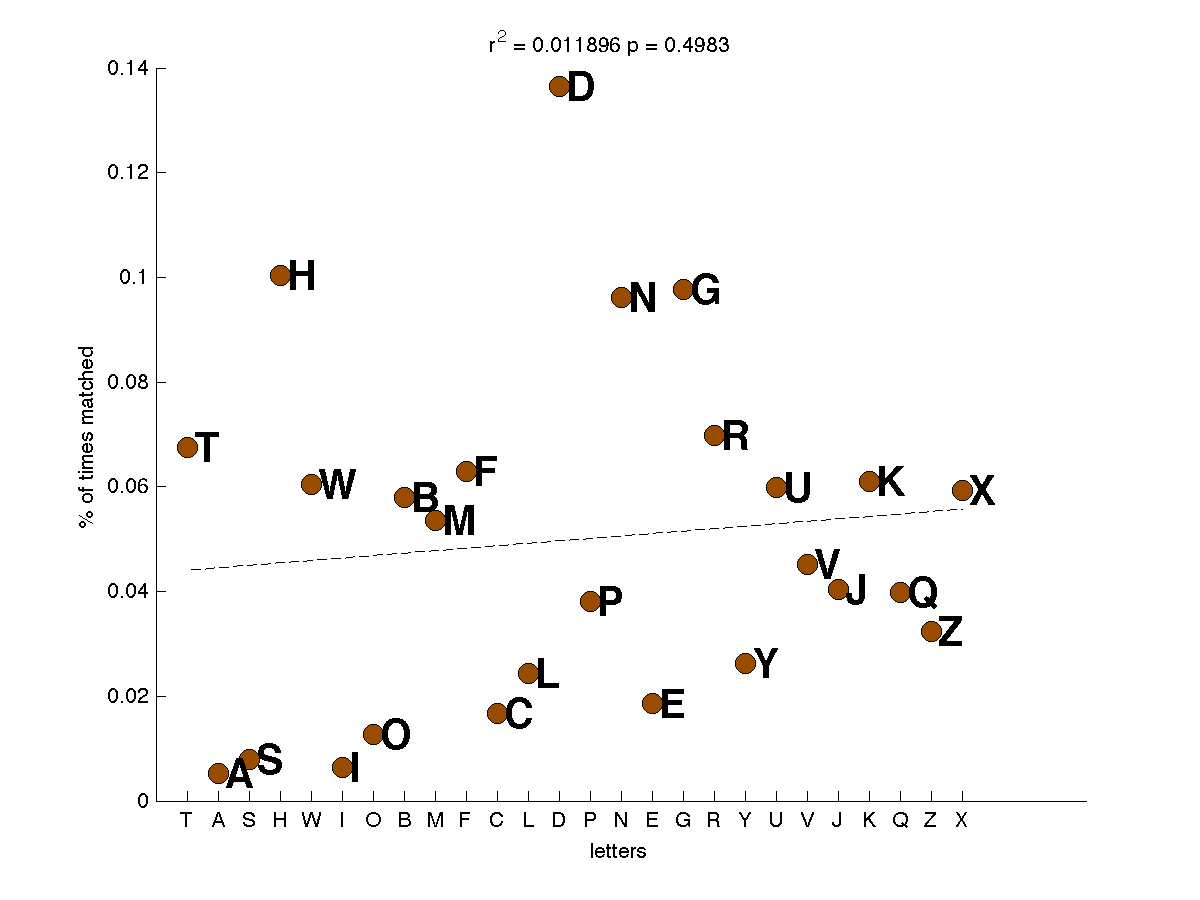 r2 = 0.011896 p = 0.4983
0.14
D
0.12
H
0.1
N
G
% of times matched
0.08
T
R
W
B
M
F
U
K
X
0.06
V
J
Q
0.04
P
Z
Y
L
0.02
C
E
O
A
S
I
0
T A S H W I O B M F C L D P N E G R Y U V J K Q Z X
letters